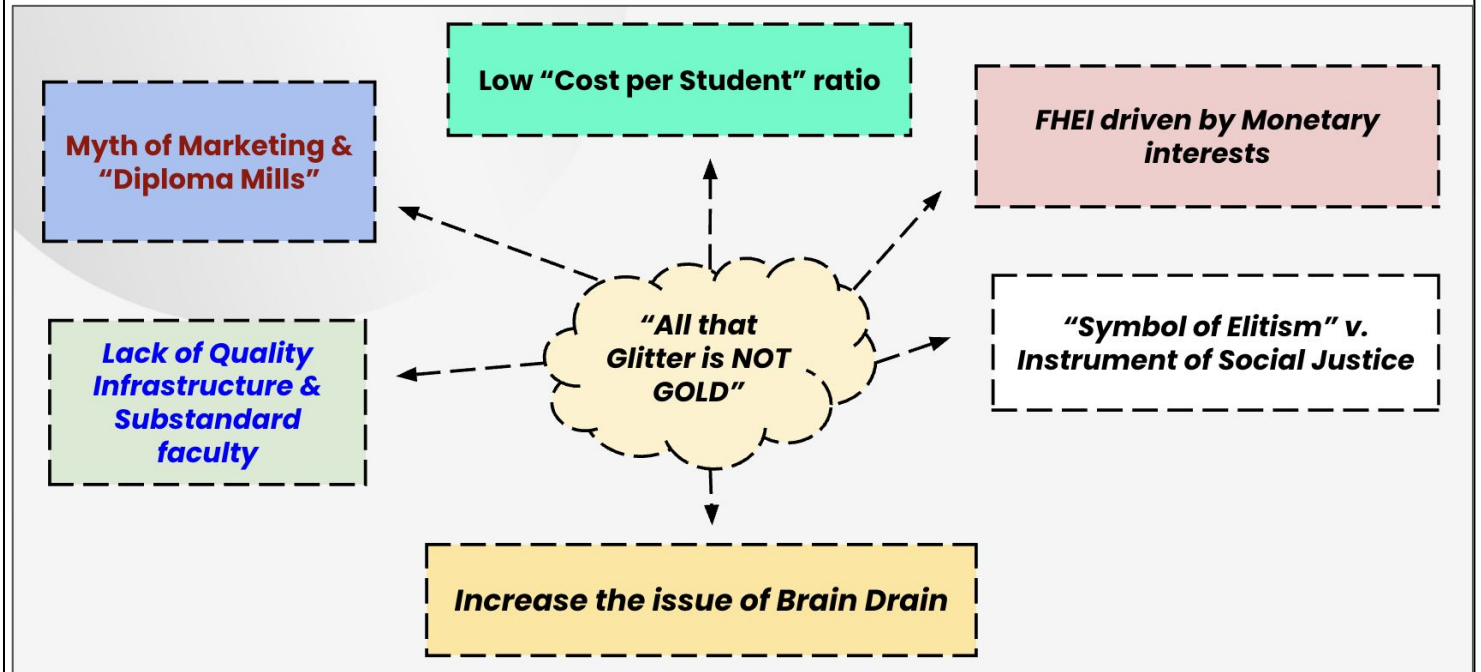 Low “Cost per Student” ratio
Myth of Marketing &
“Diploma Mills”
FHEI driven by Monetary
interests
“All that
Glitter is NOT
GOLD”
“Symbol of Elitism” v.
Instrument of Social Justice
Lack of Quality
Infrastructure &
Substandard
faculty
Increase the issue of Brain Drain